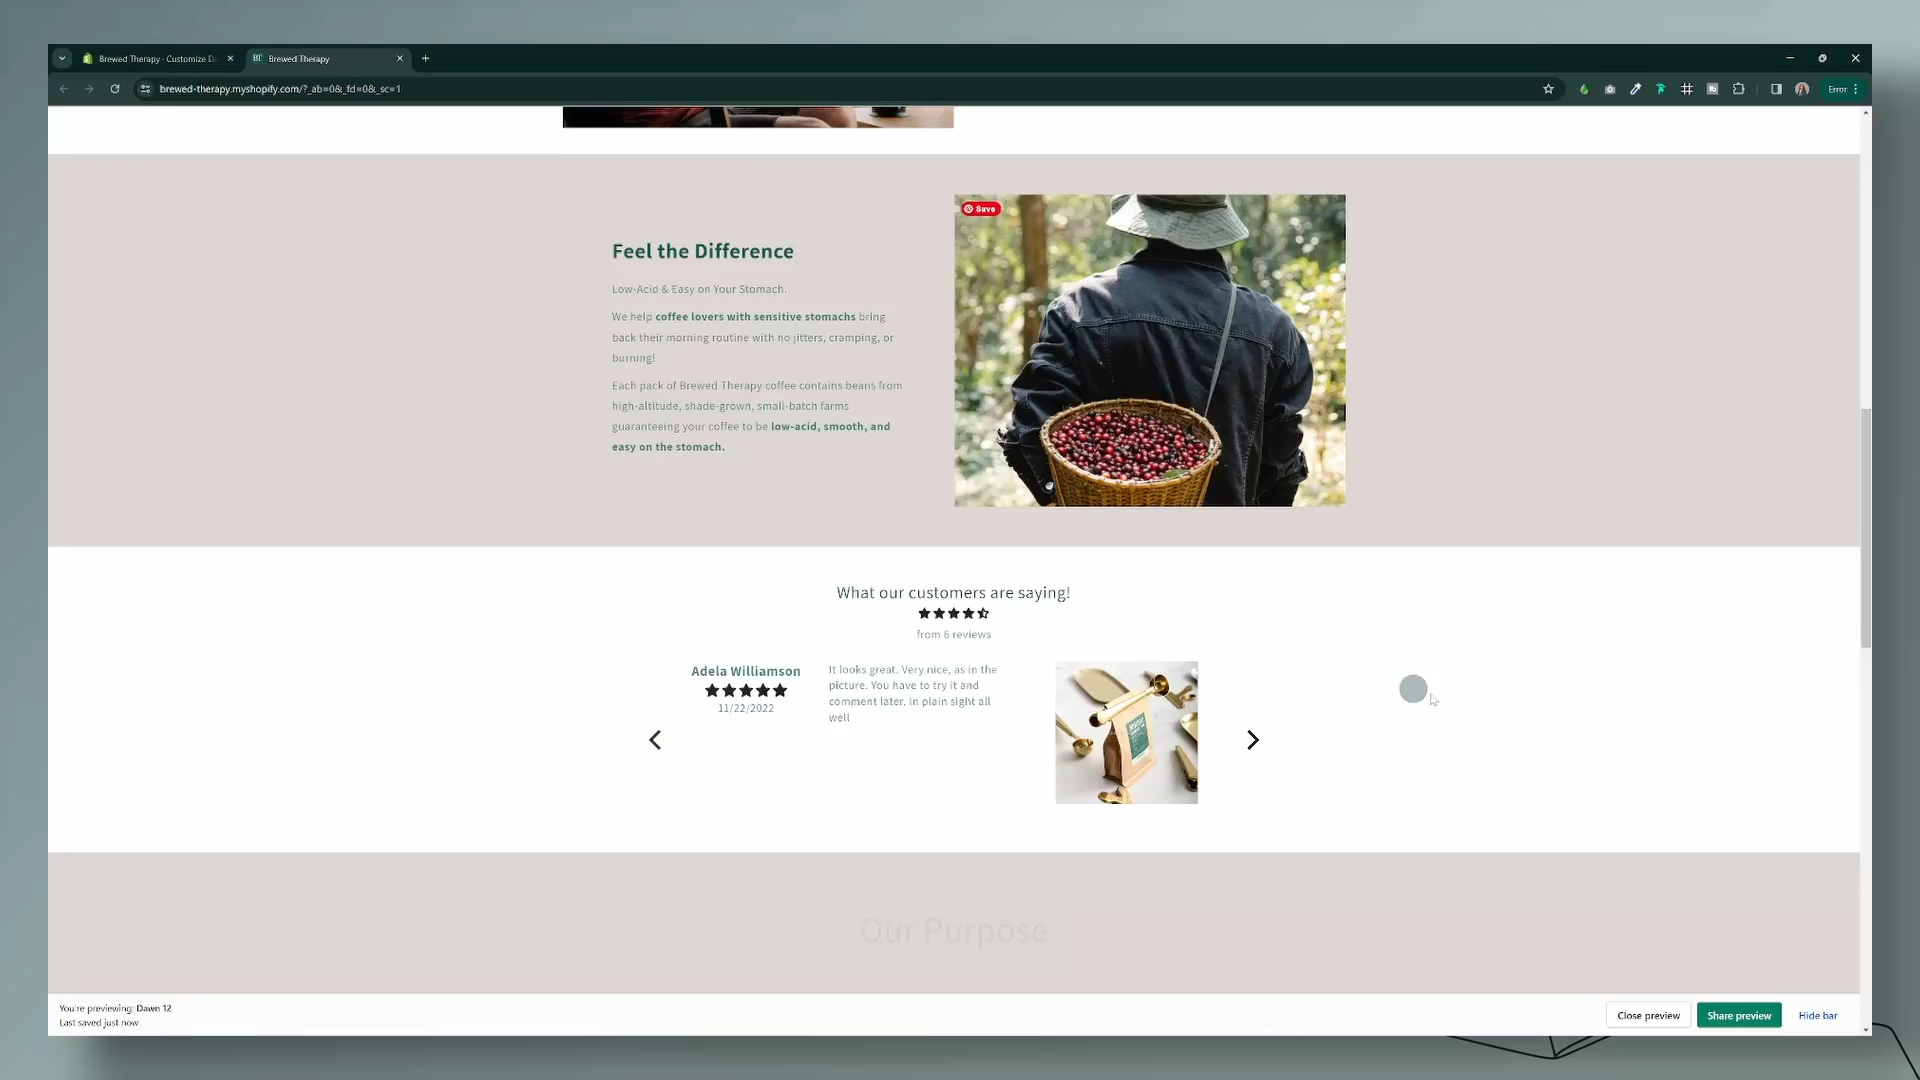 Brewed Therapy - Customize D
Brewed Therapy
brewed-therapy.myshopify.com/?_ab=0&_fd=0&_sc=1
Error
Save
Feel the Difference
Low-Acid & Easy on Your Stomach.
We help coffee lovers with sensitive stomachs bring
back their morning routine with no jitters, cramping, or
burning!
Each pack of Brewed Therapy coffee contains beans from
high-altitude, shade-grown, small-batch farms
guaranteeing your coffee to be low-acid, smooth, and
easy on the stomach.
What our customers are saying!
from 6 reviews
Adela Williamson
11/22/2022
It looks great. Very nice, as in the
picture. You have to try it and
comment later. In plain sight all
well
Our Purpose
You're previewing: Dawn 12
Last saved just now
Close preview
Share preview
Hide bar